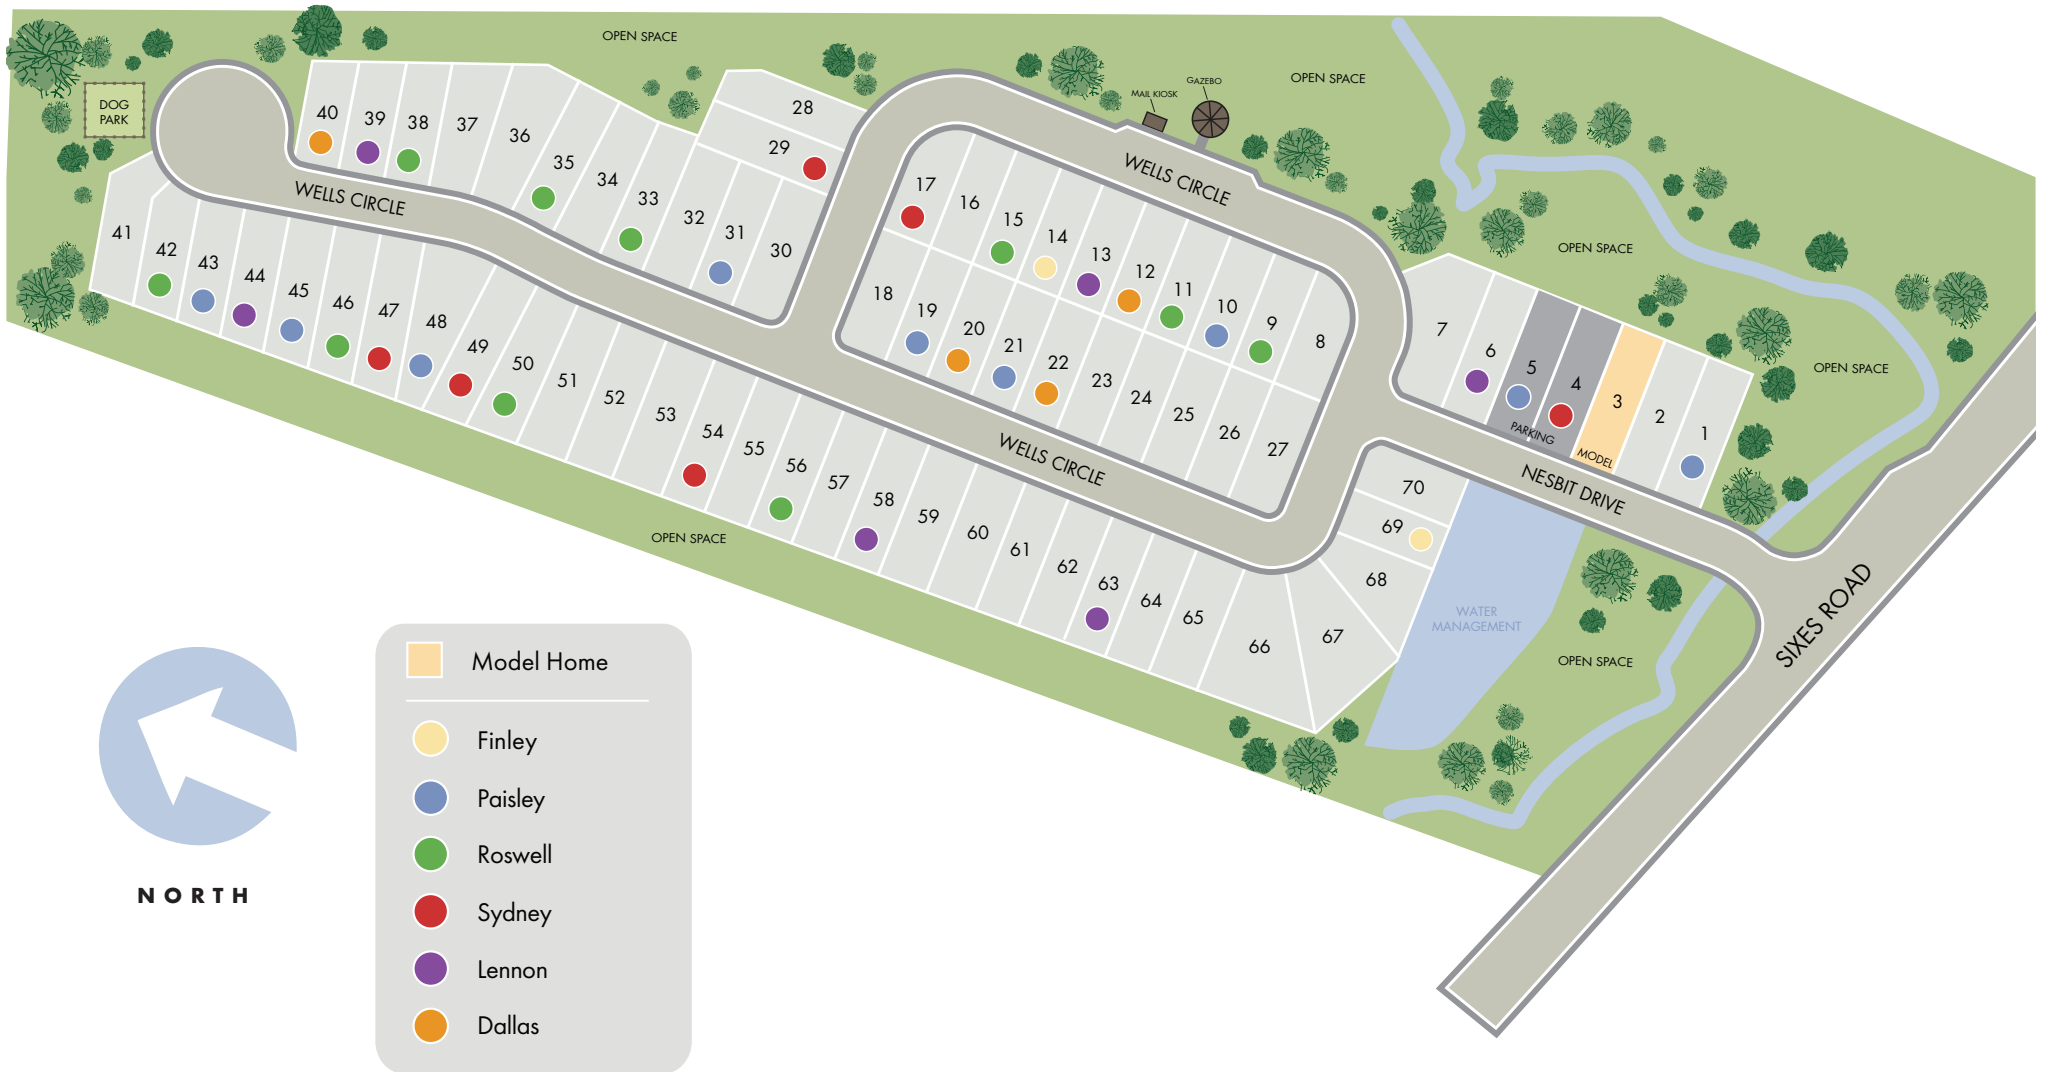 OPEN SPACE
DOG
PARK
40
39
38
37
36
35
34
33
32
31
30
29
28
WELLS CIRCLE
MAIL KIOSK
GAZEBO
OPEN SPACE
WELLS CIRCLE
OPEN SPACE
OPEN SPACE
17
16
15
14
13
12
11
10
9
8
18
19
20
21
22
23
24
25
26
27
7
6
5
4
3
2
1
PARKING
MODEL
NESBIT DRIVE
WELLS CIRCLE
41
42
43
44
45
46
47
48
49
50
51
52
53
54
55
56
57
58
59
60
61
62
63
64
65
66
67
68
69
70
OPEN SPACE
WATER
MANAGEMENT
OPEN SPACE
SIXES ROAD
NORTH
Model Home
Finley
Paisley
Roswell
Sydney
Lennon
Dallas